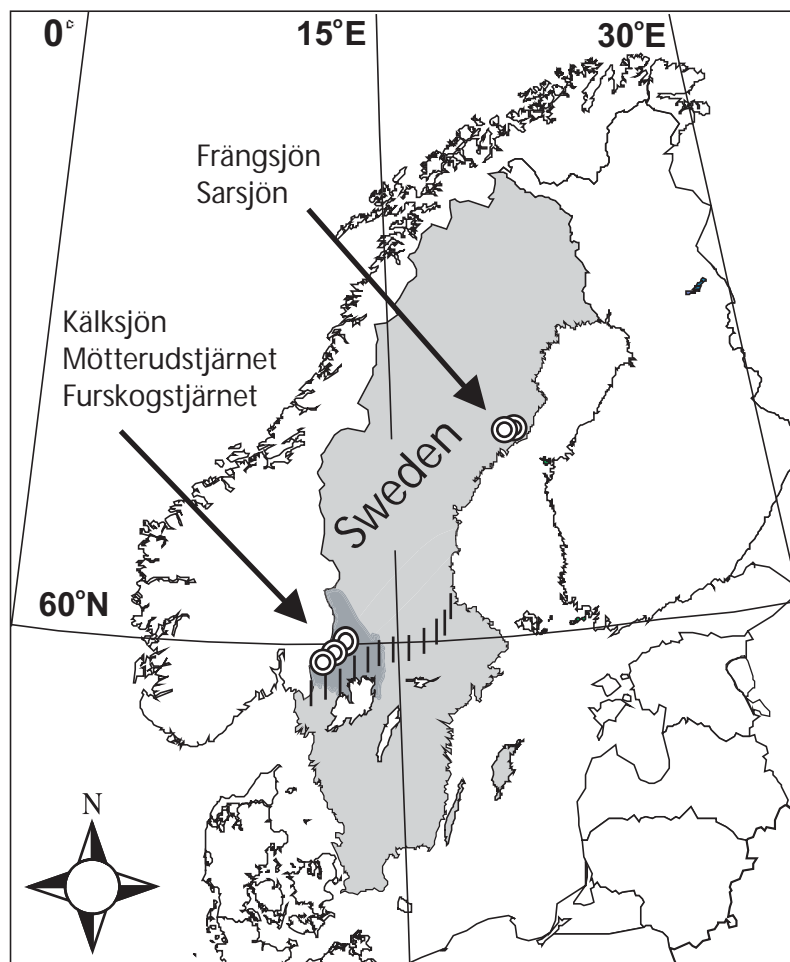 0°
15°E
30°E
Frängsjön
Sarsjön
Kälksjön
Mötterudstjärnet
Furskogstjärnet
Sweden
60°N
N